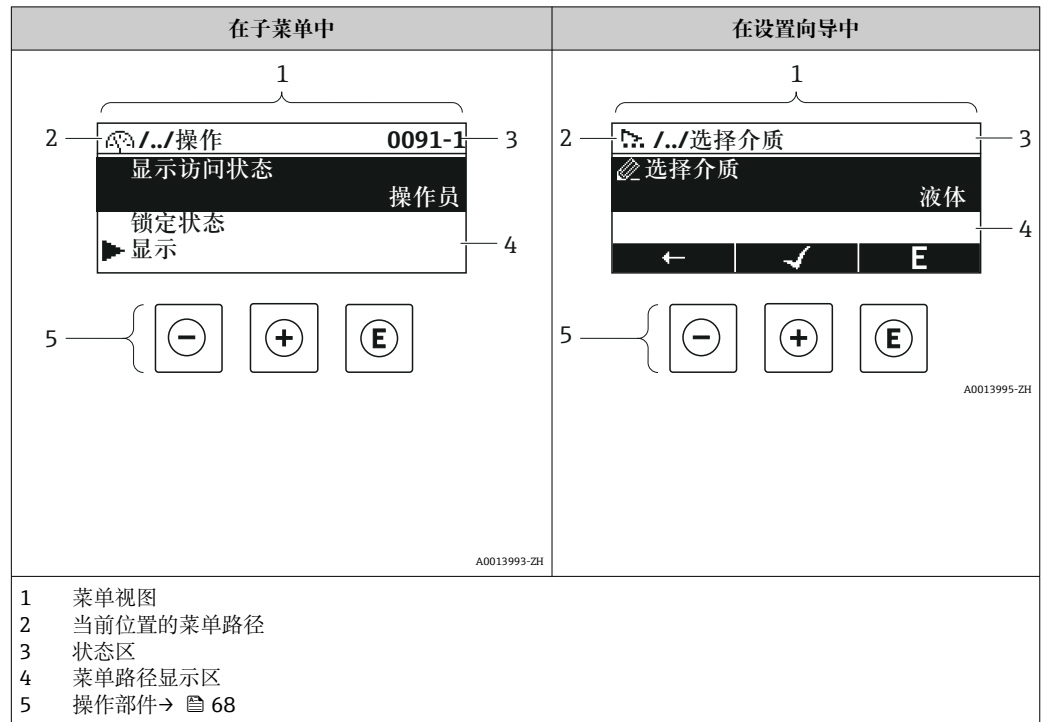 在子菜单中
在设置向导中
1
2
/../操作 0091-1
3
显示访问状态
操作员
锁定状态
显示
4
5
- + E
A0013993-ZH
1
2
/../选择介质
3
选择介质
液体
4
← ✓ E
5
- + E
A0013995-ZH
1 菜单视图
2 当前位置的菜单路径
3 状态区
4 菜单路径显示区
5 操作部件→ 68